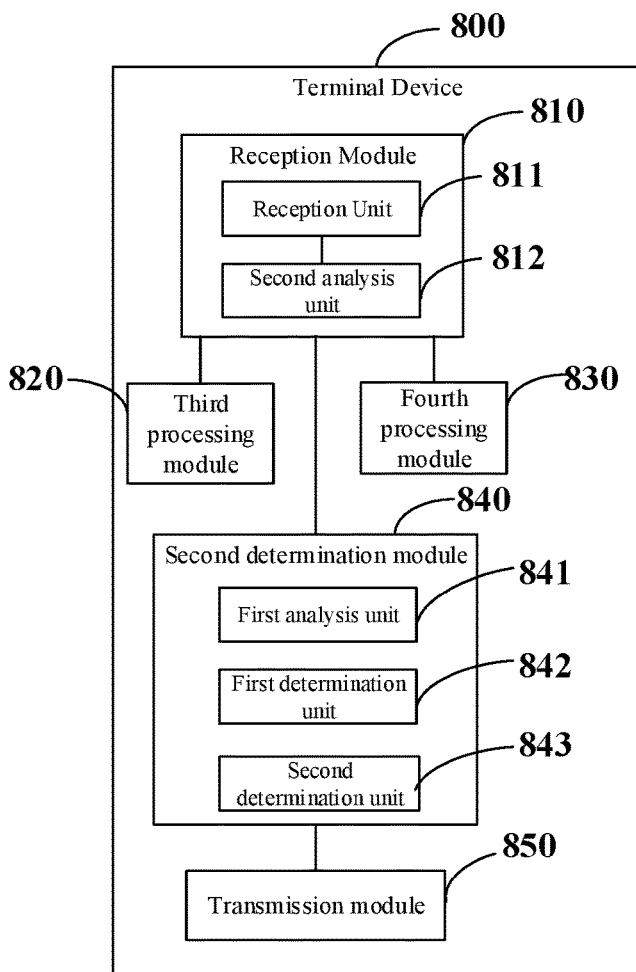 800
Terminal Device
810
Reception Module
811
Reception Unit
812
Second analysis
unit
820
Third
processing
module
830
Fourth
processing
module
840
Second determination module
841
First analysis unit
842
First determination
unit
843
Second
determination unit
850
Transmission module